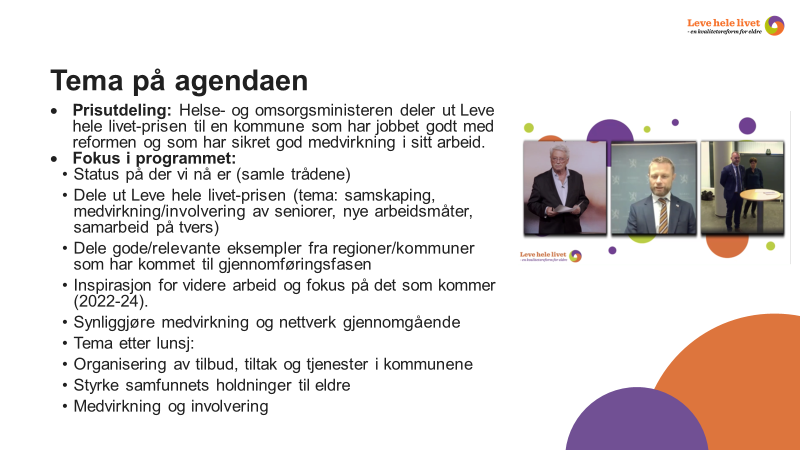 Leve hele livet
- en kvalitetsreform for eldre
Tema på agendaen
• Prisutdeling: Helse- og omsorgsministeren deler ut Leve
hele livet-prisen til en kommune som har jobbet godt med
reformen og som har sikret god medvirkning i sitt arbeid.
• Fokus i programmet:
• Status på der vi nå er (samle trådene)
• Dele ut Leve hele livet-prisen (tema: samskaping,
medvirkning/involvering av seniorer, nye arbeidsmåter,
samarbeid på tvers)
• Dele gode/relevante eksempler fra regioner/kommuner
som har kommet til gjennomføringsfasen
• Inspirasjon for videre arbeid og fokus på det som kommer
(2022-24).
• Synliggjøre medvirkning og nettverk gjennomgående
• Tema etter lunsj:
• Organisering av tilbud, tiltak og tjenester i kommunene
• Styrke samfunnets holdninger til eldre
• Medvirkning og involvering
Leve hele livet
- en kvalitetsreform for eldre